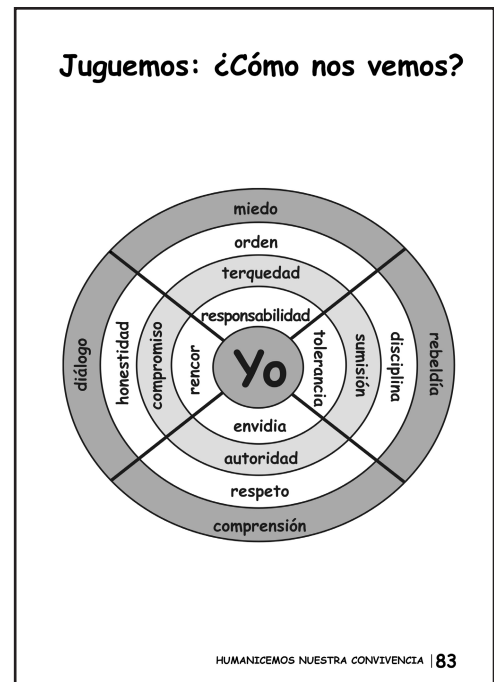 Juguemos: ¿Cómo nos vemos?
miedo
orden
terquedad
responsabilidad
diálogo
honestidad
compromiso
rencor
Yo
tolerancia
sumisión
disciplina
rebeldía
envidia
autoridad
respeto
comprensión
HUMANICEMOS NUESTRA CONVIVENCIA | 83